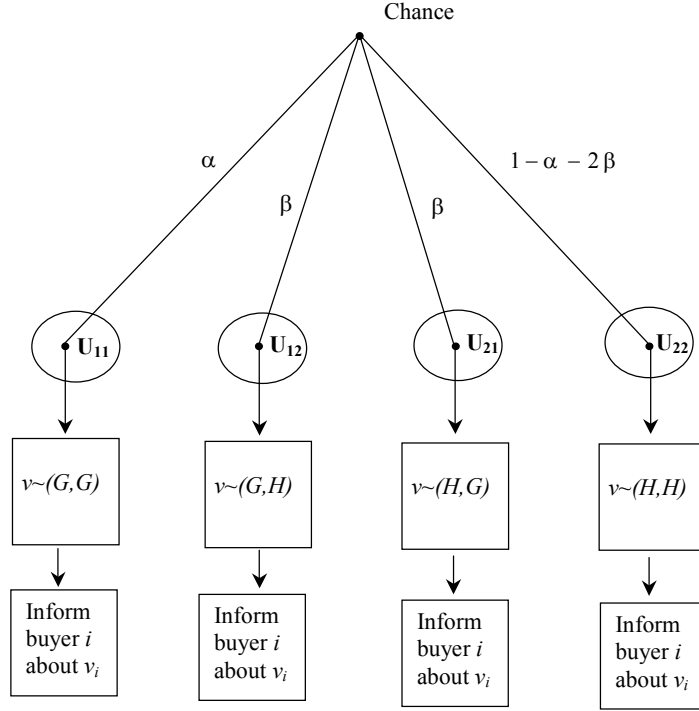 Chance
α
β
β
1 – α – 2 β
U11
U12
U21
U22
v~(G,G)
v~(G,H)
v~(H,G)
v~(H,H)
Inform
buyer i
about vi
Inform
buyer i
about vi
Inform
buyer i
about vi
Inform
buyer i
about vi